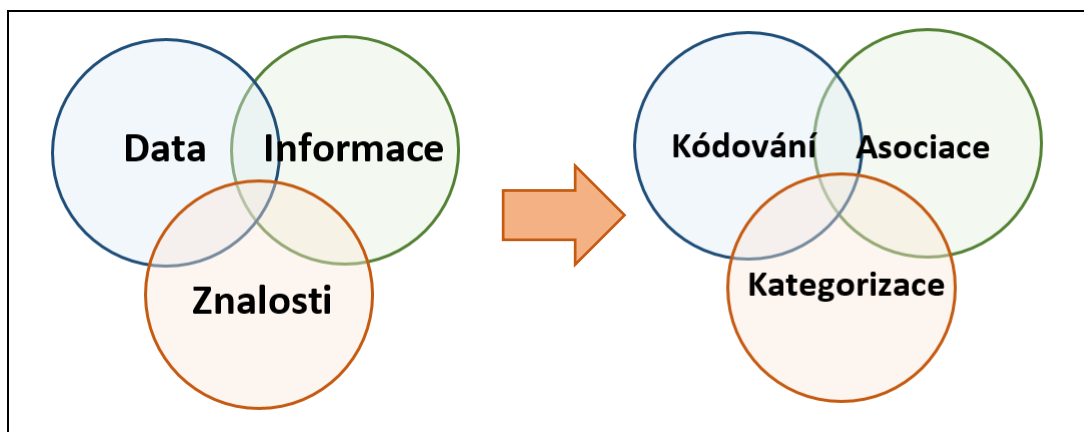 Data
Informace
Znalosti
Kódování
Asociace
Kategorizace